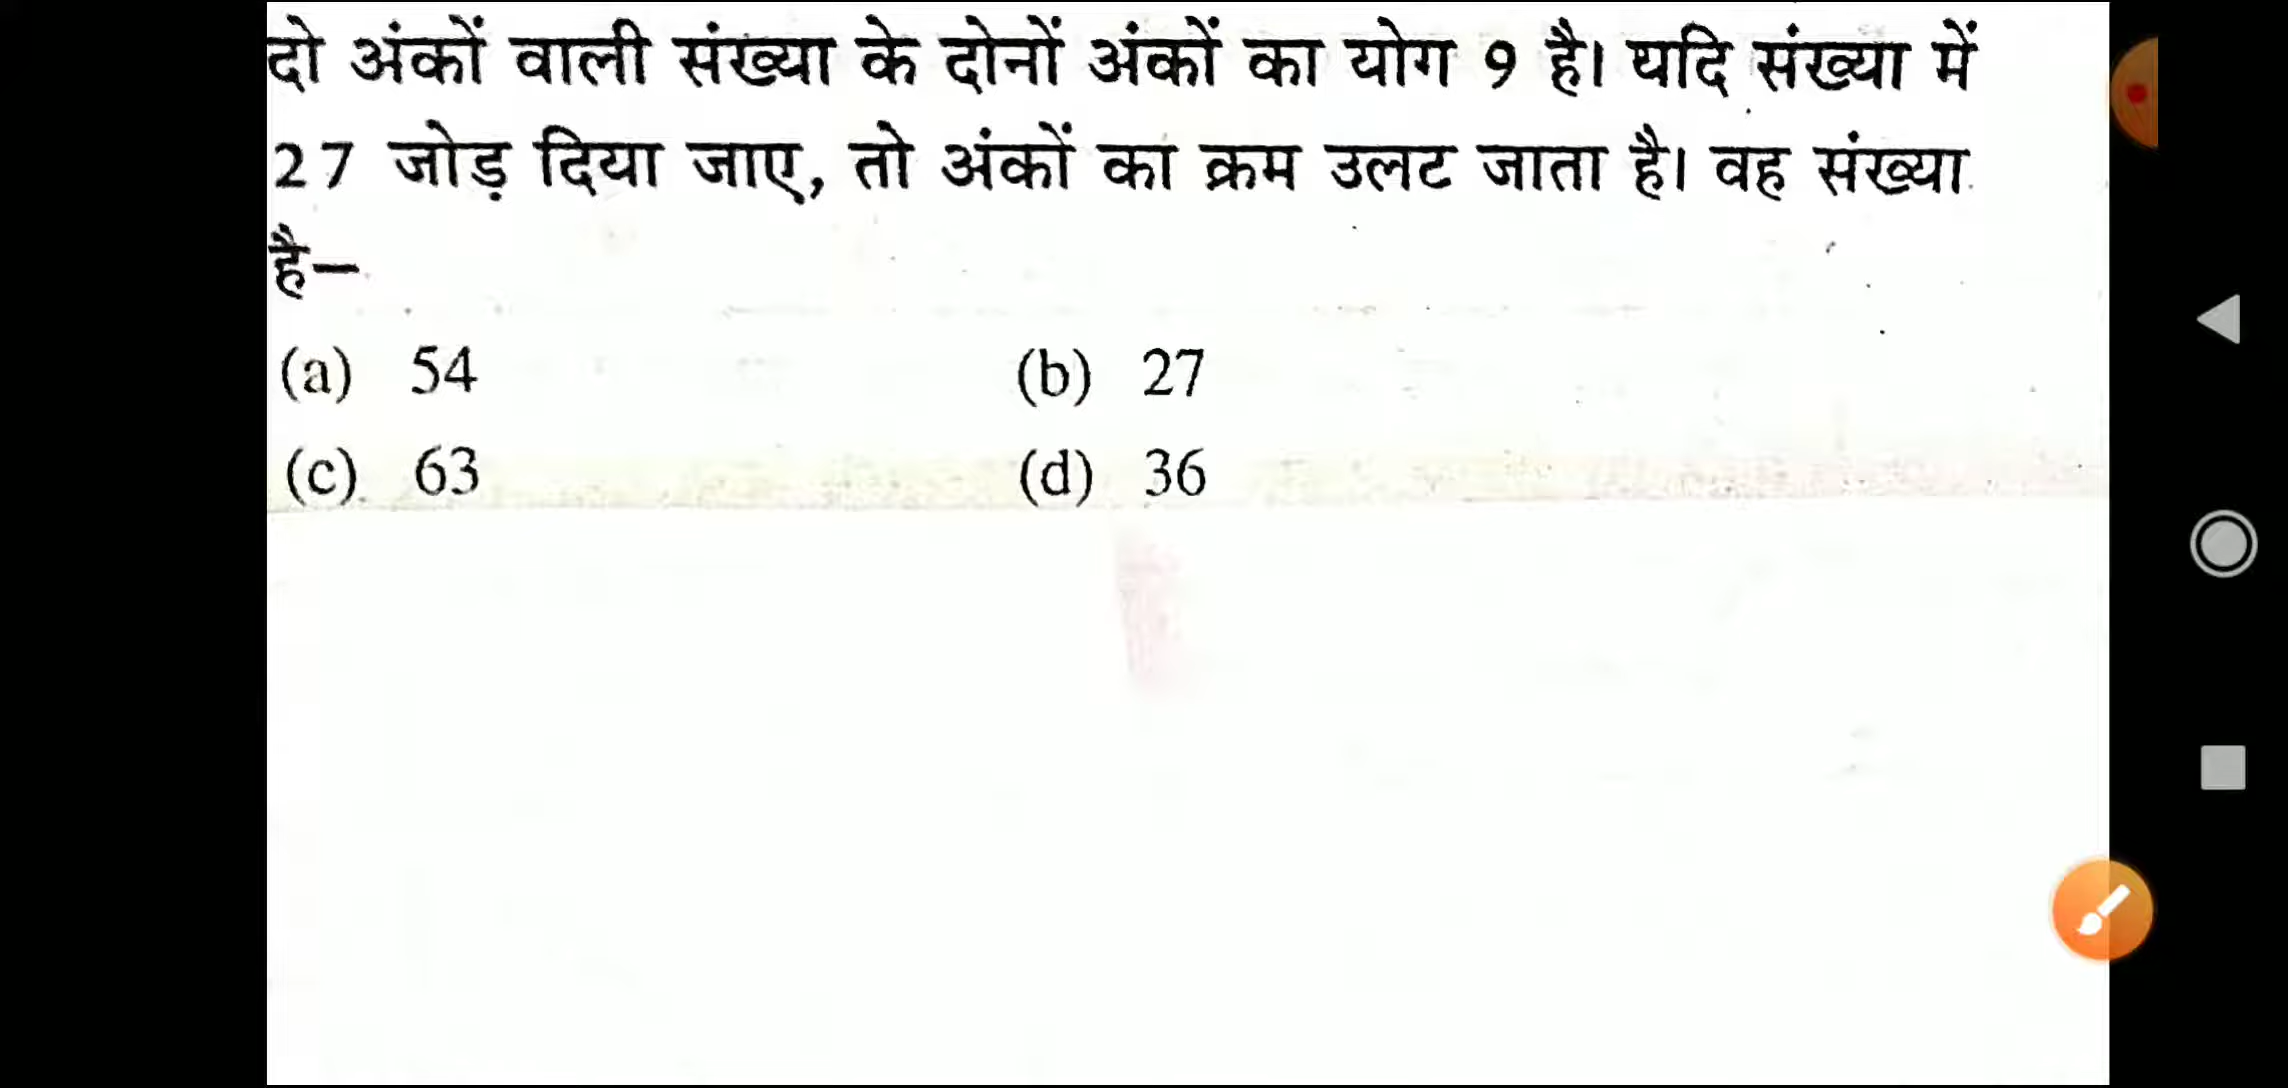 दो अंकों वाली संख्या के दोनों अंकों का योग 9 है। यदि संख्या में
27 जोड़ दिया जाए, तो अंकों का क्रम उलट जाता है। वह संख्या
है–
(a) 54 (b) 27
(c) 63 (d) 36